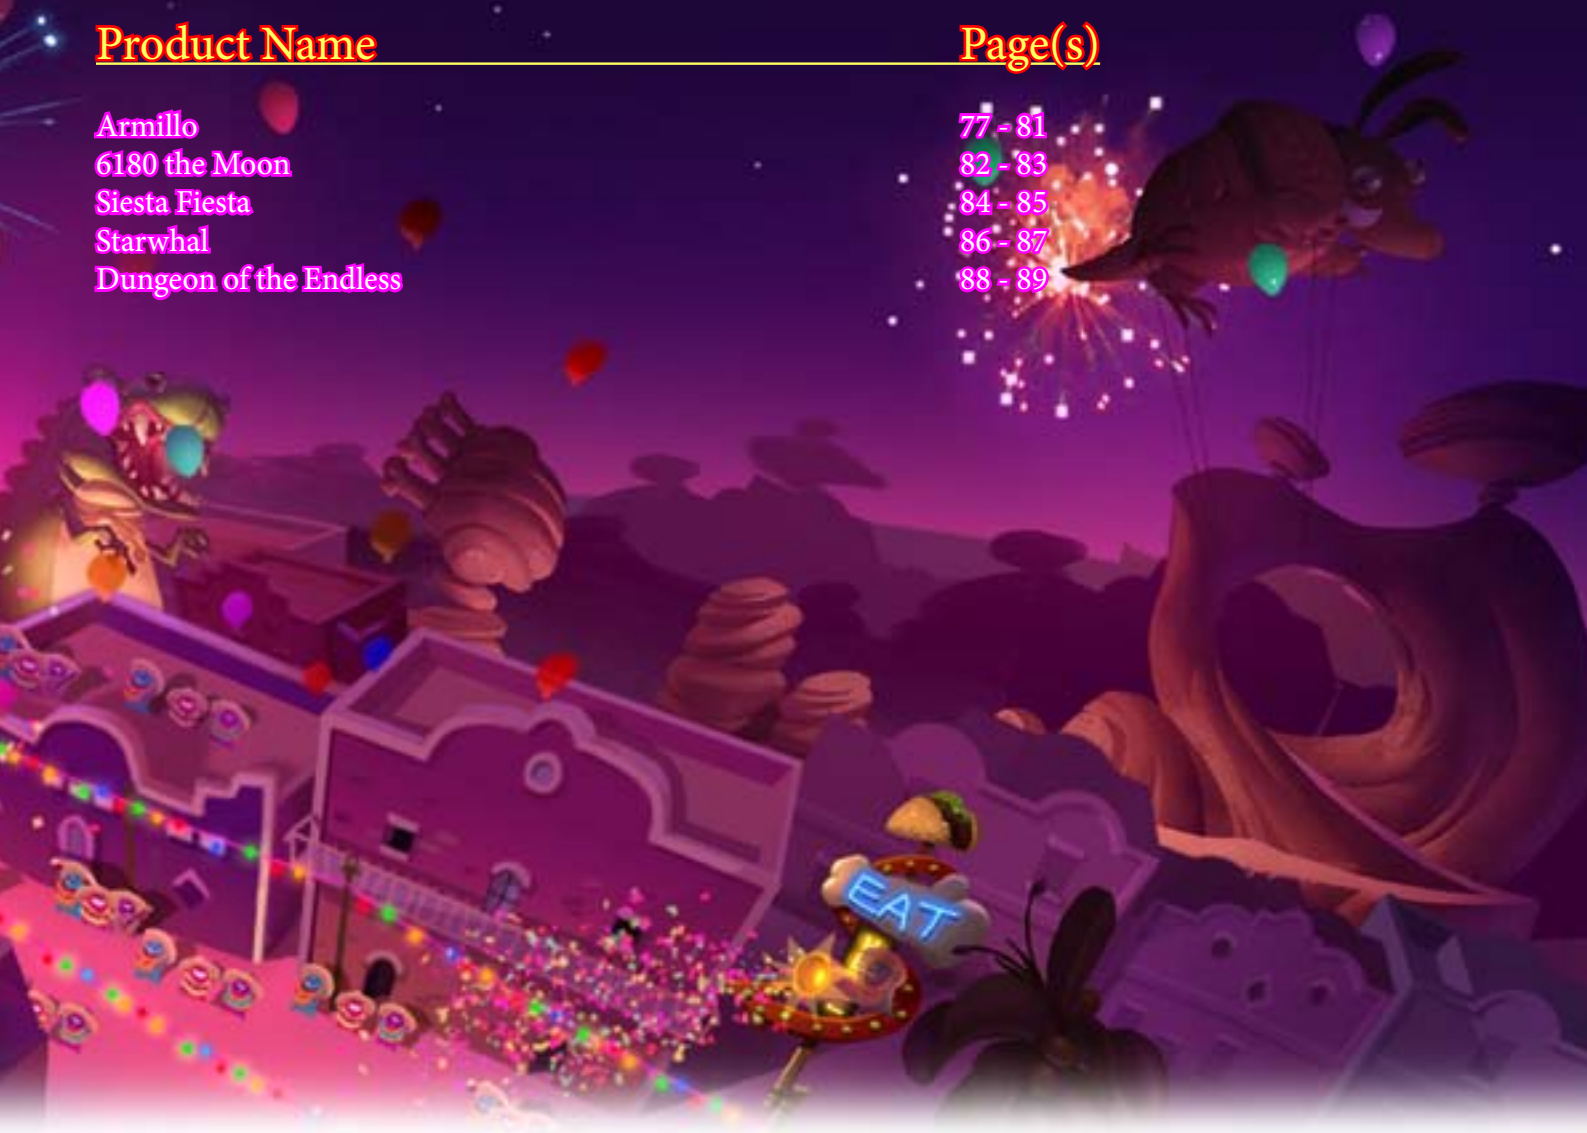 Product Name Page(s)
Armillo 77 - 81
6180 the Moon 82 - 83
Siesta Fiesta 84 - 85
Starwhal 86 - 87
Dungeon of the Endless 88 - 89
EAT